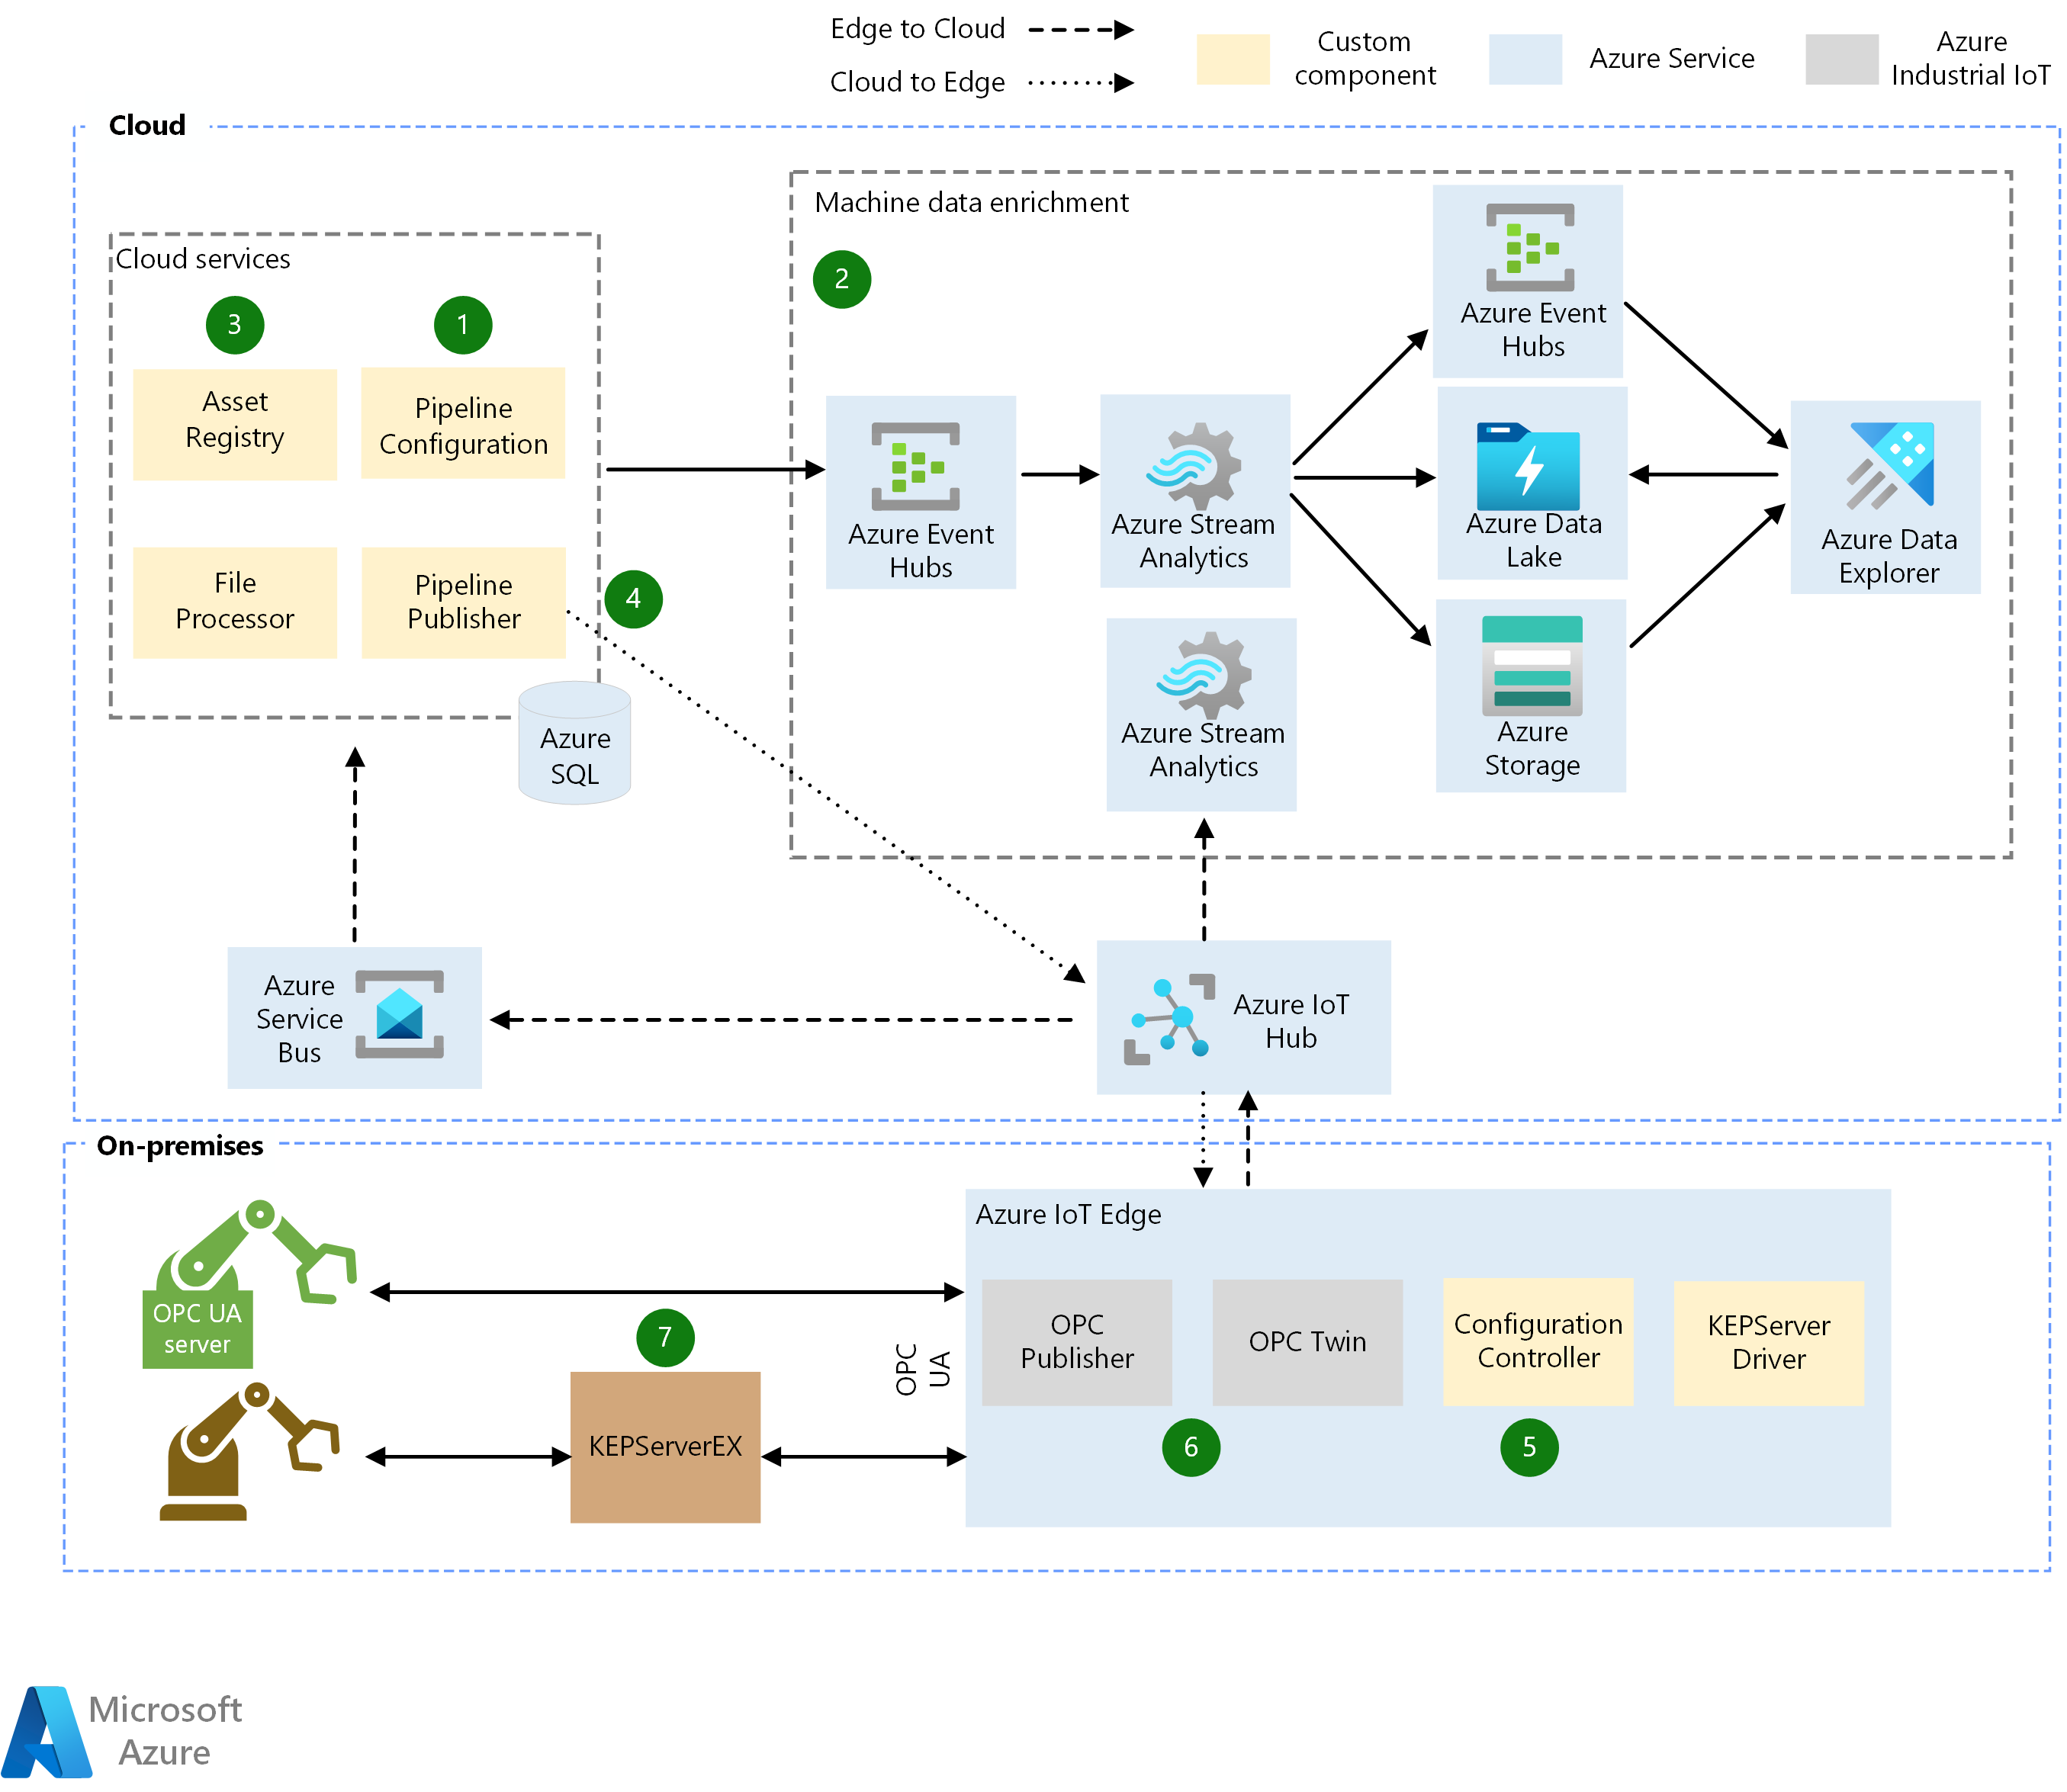 Edge to Cloud
Cloud to Edge
Custom
component
Azure Service
Azure
Industrial IoT
Cloud
Cloud services
3
1
Asset
Registry
Pipeline
Configuration
File
Processor
Pipeline
Publisher
4
Azure
SQL
Machine data enrichment
2
Azure Event
Hubs
Azure Stream
Analytics
Azure Event
Hubs
Azure Data
Lake
Azure
Storage
Azure Data
Explorer
Azure Stream
Analytics
Azure
Service
Bus
Azure IoT
Hub
On-premises
OPC UA
server
7
KEPServerEX
OPC
UA
Azure IoT Edge
OPC
Publisher
OPC Twin
Configuration
Controller
KEPServer
Driver
6
5
Microsoft
Azure